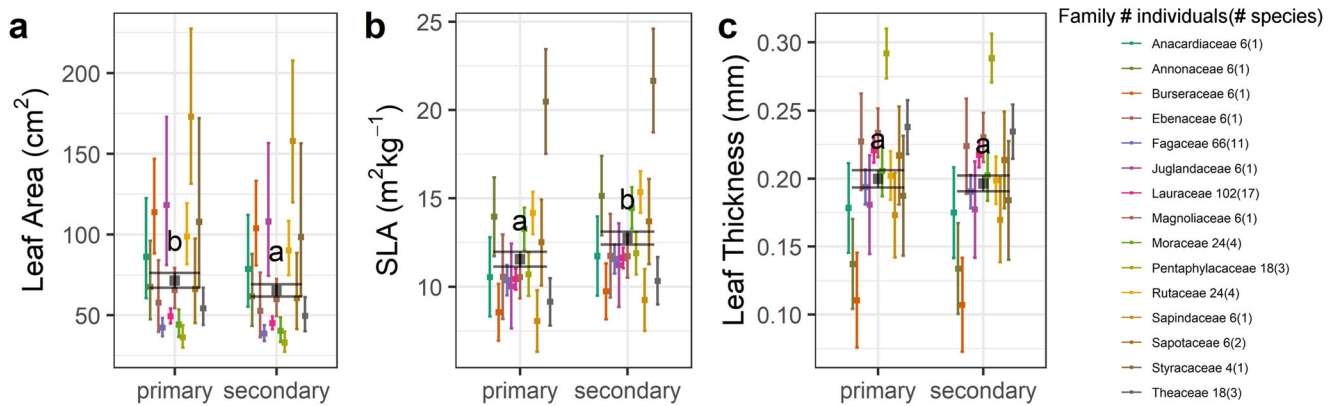 a
Leaf Area (cm²)
200
150
100
50
b
a
primary
secondary
b
SLA (m²kg⁻¹)
25
20
15
10
a
b
primary
secondary
c
Leaf Thickness (mm)
0.30
0.25
0.20
0.15
0.10
a
a
primary
secondary
Family # individuals(# species)
Anacardiaceae 6(1)
Annonaceae 6(1)
Burseraceae 6(1)
Ebenaceae 6(1)
Fagaceae 66(11)
Juglandaceae 6(1)
Lauraceae 102(17)
Magnoliaceae 6(1)
Moraceae 24(4)
Pentaphylacaceae 18(3)
Rutaceae 24(4)
Sapindaceae 6(1)
Sapotaceae 6(2)
Styracaceae 4(1)
Theaceae 18(3)